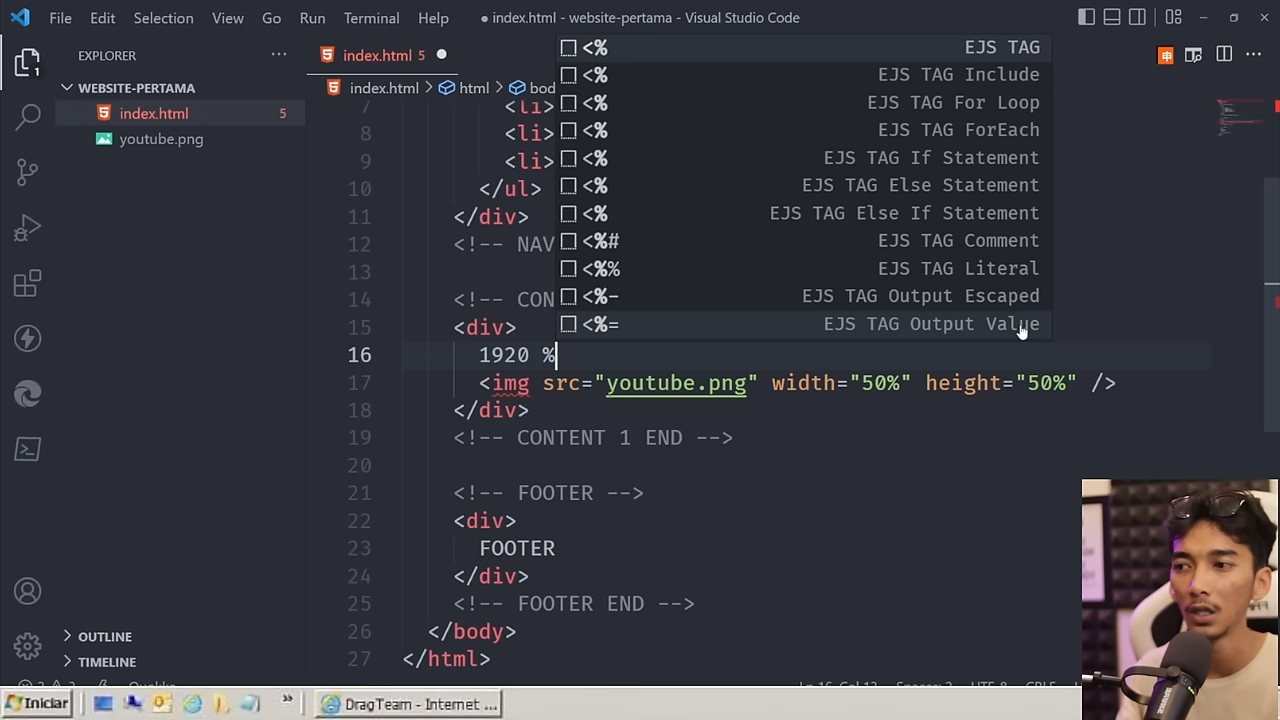 File Edit Selection View Go Run Terminal Help
index.html - website-pertama - Visual Studio Code
EXPLORER
WEBSITE-PERTAMA
index.html 5
youtube.png
OUTLINE
TIMELINE
1
index.html 5
index.html > html > body
<% EJS TAG
<% EJS TAG Include
<% EJS TAG For Loop
<% EJS TAG ForEach
<% EJS TAG If Statement
<% EJS TAG Else Statement
<% EJS TAG Else If Statement
<%# EJS TAG Comment
<%% EJS TAG Literal
<%- EJS TAG Output Escaped
<%= EJS TAG Output Value
7 <li>
8 <li>
9 <li>
10 </ul>
11 </div>
12 <!-- NAV
13
14 <!-- CON
15 <div>
16 1920 %
17 <img src="youtube.png" width="50%" height="50%" />
18 </div>
19 <!-- CONTENT 1 END -->
20
21 <!-- FOOTER -->
22 <div>
23 FOOTER
24 </div>
25 <!-- FOOTER END -->
26 </body>
27 </html>
Iniciar
DragTeam - Internet ...